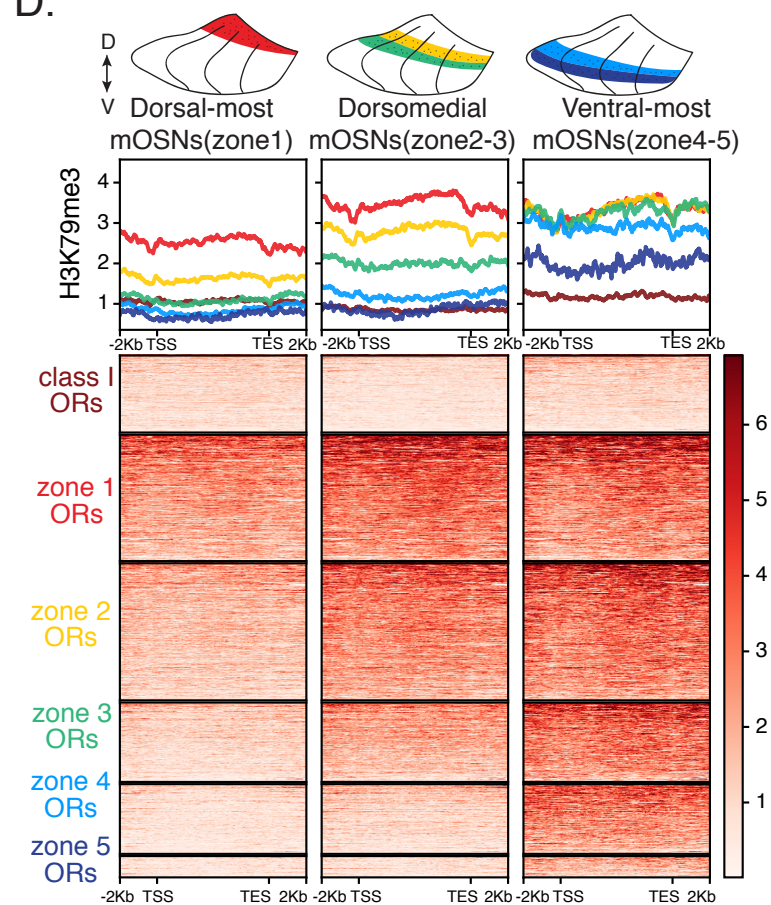 D.
D
V
Dorsal-most
mOSNs(zone1)
Dorsomedial
mOSNs(zone2-3)
Ventral-most
mOSNs(zone4-5)
H3K79me3
4
3
2
1
-2Kb TSS TES 2Kb
-2Kb TSS TES 2Kb
-2Kb TSS TES 2Kb
class I
ORs
zone 1
ORs
zone 2
ORs
zone 3
ORs
zone 4
ORs
zone 5
ORs
6
5
4
3
2
1
-2Kb TSS TES 2Kb
-2Kb TSS TES 2Kb
-2Kb TSS TES 2Kb